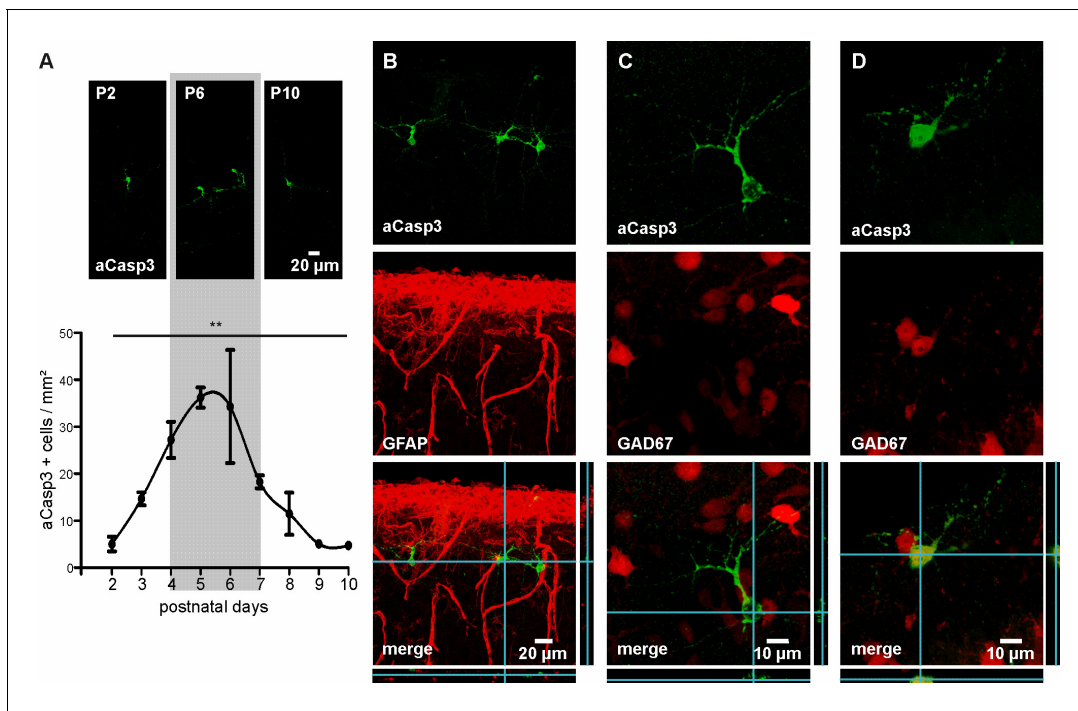 A
P2
P6
P10
aCasp3
20 µm
**
50
40
30
20
10
0
aCasp3 + cells / mm²
2 3 4 5 6 7 8 9 10
postnatal days
B
aCasp3
GFAP
merge
20 µm
C
aCasp3
GAD67
merge
10 µm
D
aCasp3
GAD67
merge
10 µm